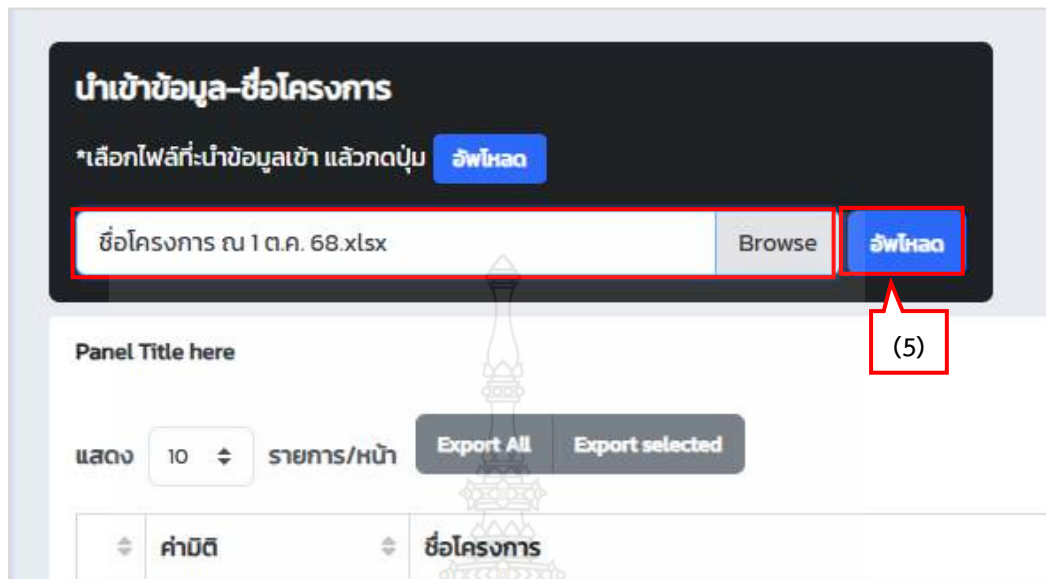 นำเข้าข้อมูล-ชื่อโครงการ
*เลือกไฟล์ที่ะนำข้อมูลเข้า แล้วกดปุ่ม อัพโหลด
ชื่อโครงการ ณ 1 ต.ค. 68.xlsx Browse อัพโหลด
(5)
Panel Title here
แสดง 10 รายการ/หน้า Export All Export selected
ค่ามิติ ชื่อโครงการ